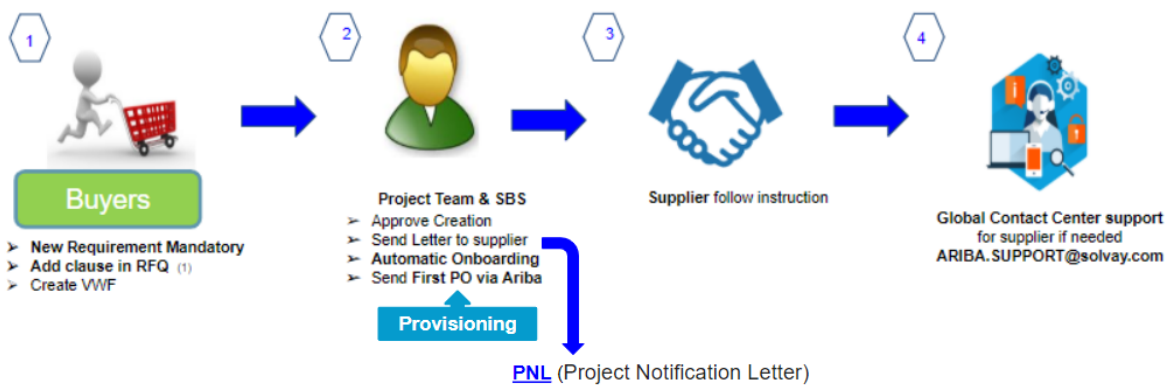 1
2
3
4
Buyers
➢ New Requirement Mandatory
➢ Add clause in RFQ (1)
➢ Create VWF
Project Team & SBS
➢ Approve Creation
➢ Send Letter to supplier
➢ Automatic Onboarding
➢ Send First PO via Ariba
Provisioning
PNL (Project Notification Letter)
Supplier follow instruction
Global Contact Center support
for supplier if needed
ARIBA.SUPPORT@solvay.com